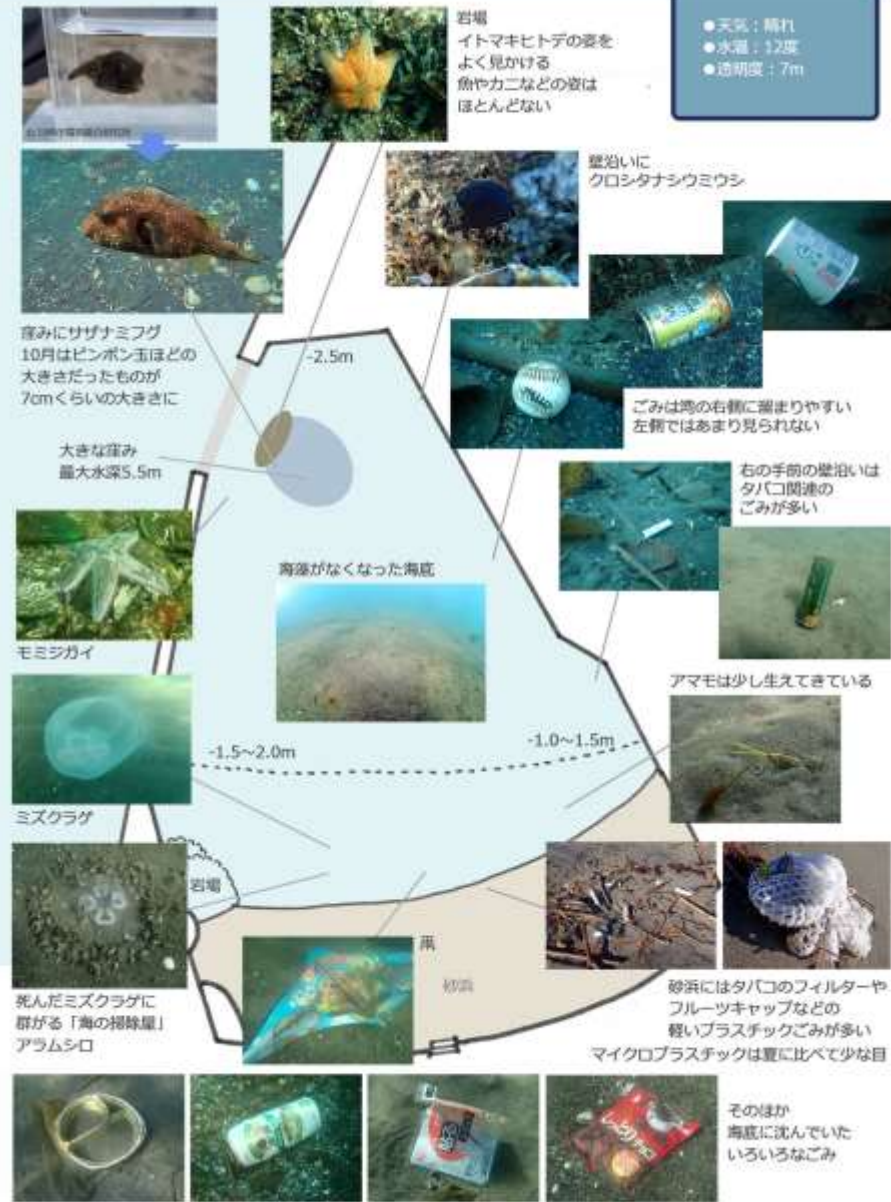 ●天気：晴れ
●水温：12度
●透明度：7m
岩場
イトマキヒトデの姿を
よく見かける
魚やカニなどの姿は
ほとんどない
壁沿いに
クロシタナシウミウシ
窪みにサザナミフグ
10月はピンポン玉ほどの
大きさだったものが
7cmくらいの大きさに
-2.5m
ごみは湾の右側に溜まりやすい
左側ではあまり見られない
大きな窪み
最大水深5.5m
右の手前の壁沿いは
タバコ関連の
ごみが多い
海藻がなくなった海底
モミジガイ
アマモは少し生えてきている
-1.5～2.0m
-1.0～1.5m
ミズクラゲ
岩場
凧
砂浜
死んだミズクラゲに
群がる「海の掃除屋」
アラムシロ
砂浜にはタバコのフィルターや
フルーツキャップなどの
軽いプラスチックごみが多い
マイクロプラスチックは夏に比べて少な目
そのほか
海底に沈んでいた
いろいろなごみ